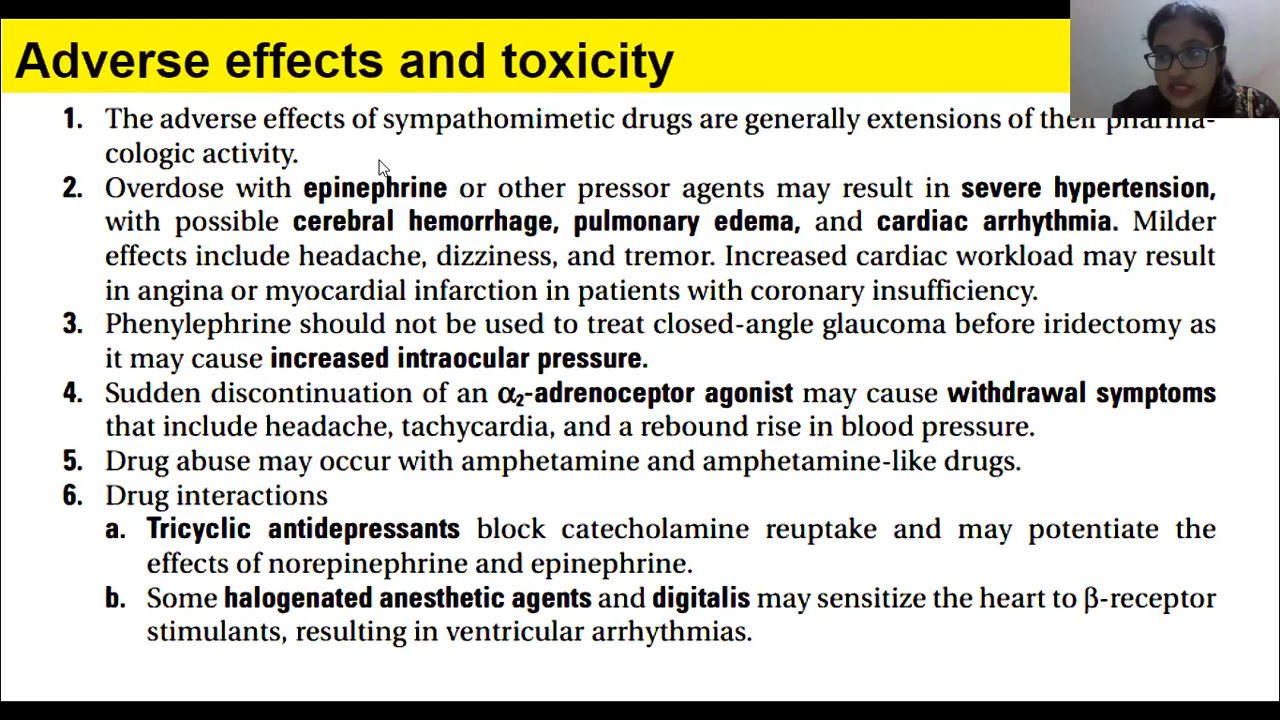 Adverse effects and toxicity
1. The adverse effects of sympathomimetic drugs are generally extensions of their pharma-
cologic activity.
2. Overdose with epinephrine or other pressor agents may result in severe hypertension,
with possible cerebral hemorrhage, pulmonary edema, and cardiac arrhythmia. Milder
effects include headache, dizziness, and tremor. Increased cardiac workload may result
in angina or myocardial infarction in patients with coronary insufficiency.
3. Phenylephrine should not be used to treat closed-angle glaucoma before iridectomy as
it may cause increased intraocular pressure.
4. Sudden discontinuation of an α₂-adrenoceptor agonist may cause withdrawal symptoms
that include headache, tachycardia, and a rebound rise in blood pressure.
5. Drug abuse may occur with amphetamine and amphetamine-like drugs.
6. Drug interactions
a. Tricyclic antidepressants block catecholamine reuptake and may potentiate the
effects of norepinephrine and epinephrine.
b. Some halogenated anesthetic agents and digitalis may sensitize the heart to β-receptor
stimulants, resulting in ventricular arrhythmias.